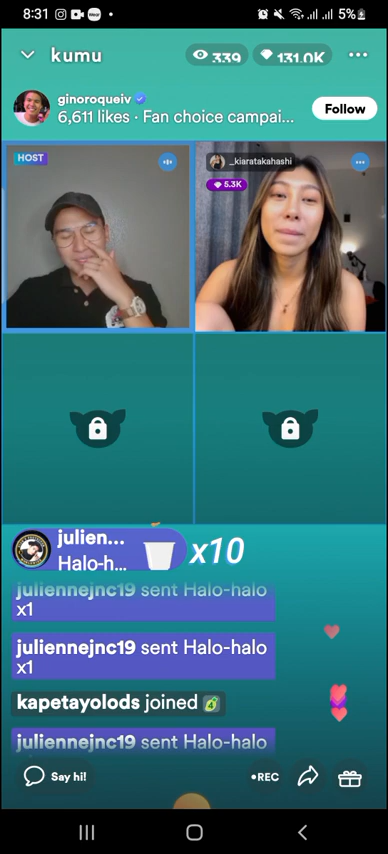 8:31
5%
kumu
339
131.0K
ginoroqueiv
6,611 likes · Fan choice campai...
Follow
HOST
_kiaratakahashi
5.3K
julien...
Halo-h...
x10
juliennejnc19 sent Halo-halo
x1
juliennejnc19 sent Halo-halo
x1
kapetayolods joined 4
juliennejnc19 sent Halo-halo
Say hi!
•REC